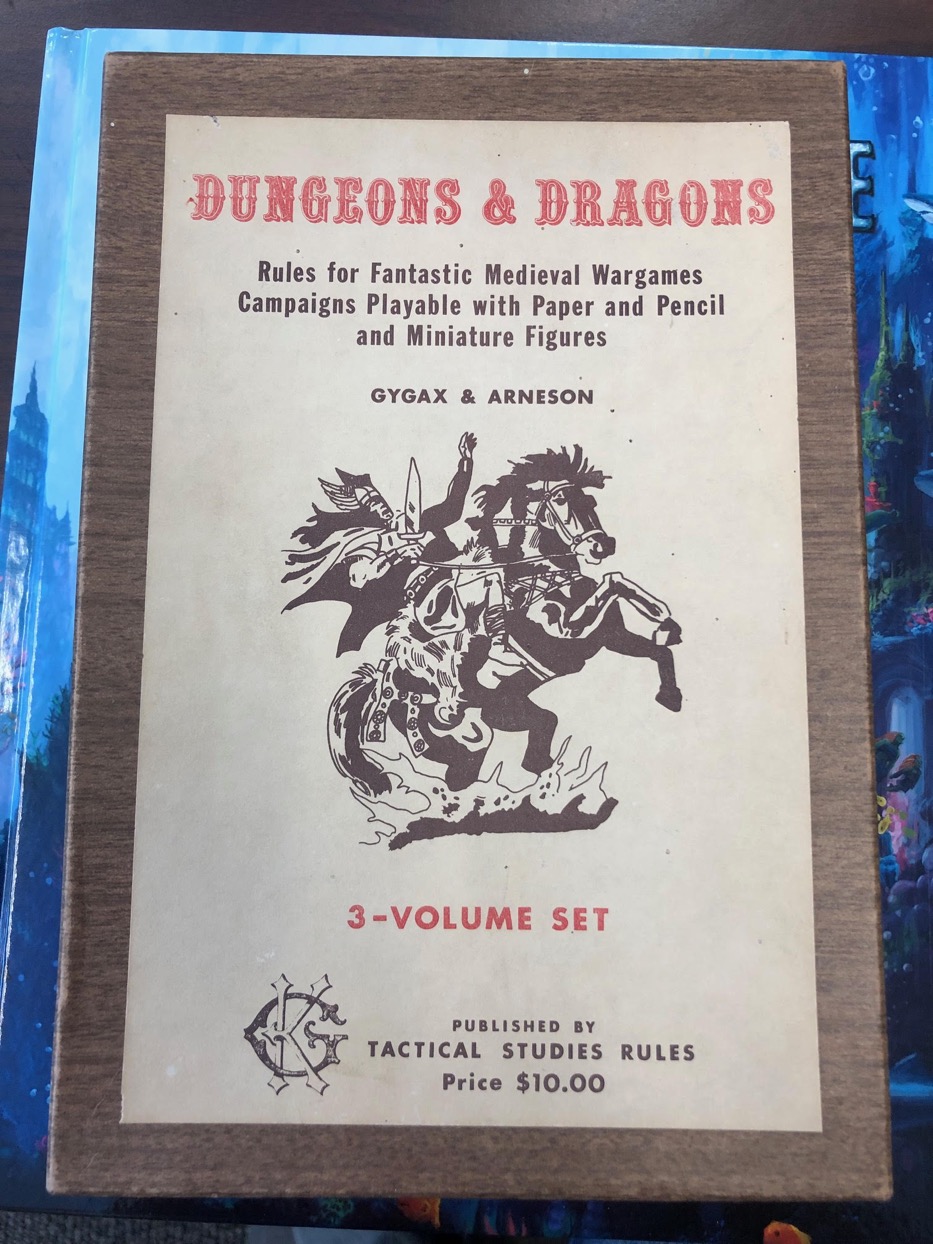 DUNGEONS & DRAGONS
Rules for Fantastic Medieval Wargames
Campaigns Playable with Paper and Pencil
and Miniature Figures
GYGAX & ARNESON
3-VOLUME SET
GK
PUBLISHED BY
TACTICAL STUDIES RULES
Price $10.00
E